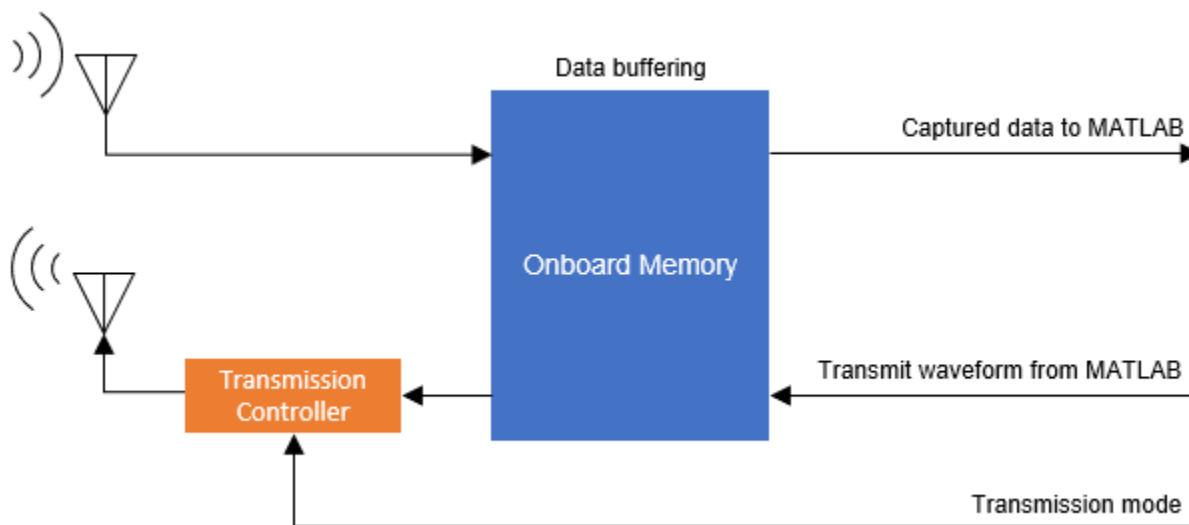 Data buffering
Captured data to MATLAB
Onboard Memory
Transmit waveform from MATLAB
Transmission
Controller
Transmission mode